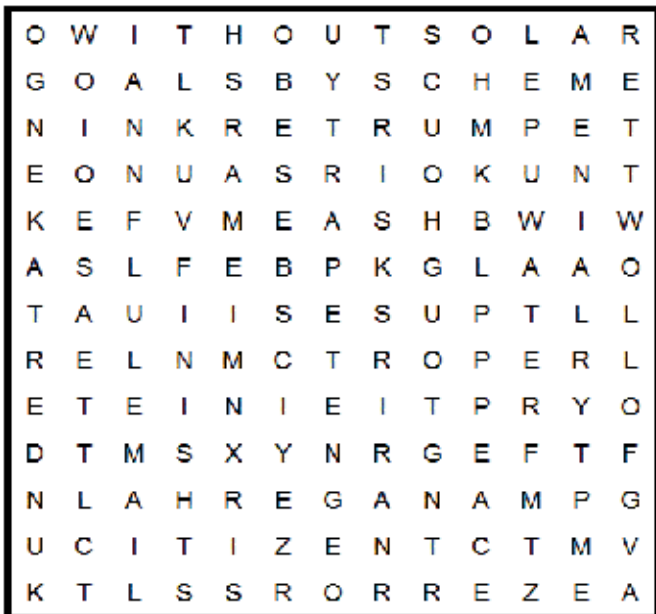 O W I T H O U T S O L A R
G O A L S B Y S C H E M E
N I N K R E T R U M P E T
E O N U A S R I O K U N T
K E F V M E A S H B W I W
A S L F E B P K G L A A O
T A U I I S E S U P T L L
R E L N M C T R O P E R L
E T E I N I E I T P R Y O
D T M S X Y N R G E F T F
N L A H R E G A N A M P G
U C I T I Z E N T C T M V
K T L S S R O R R E Z E A